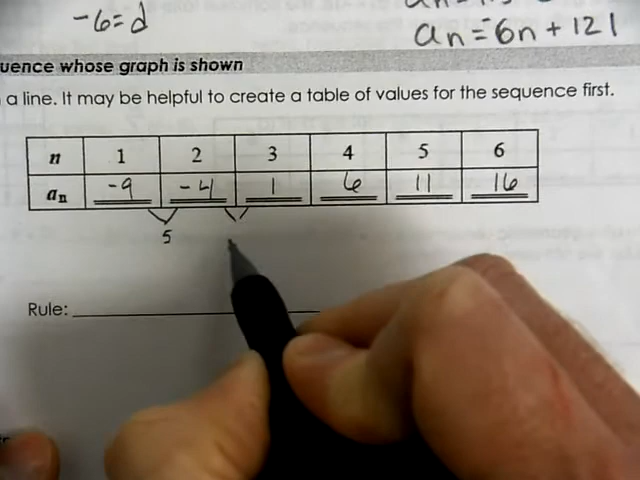 -6=d
an=-6n+121
uence whose graph is shown
a line. It may be helpful to create a table of values for the sequence first.
n 1 2 3 4 5 6
an -9 -4 1 6 11 16
5
Rule: